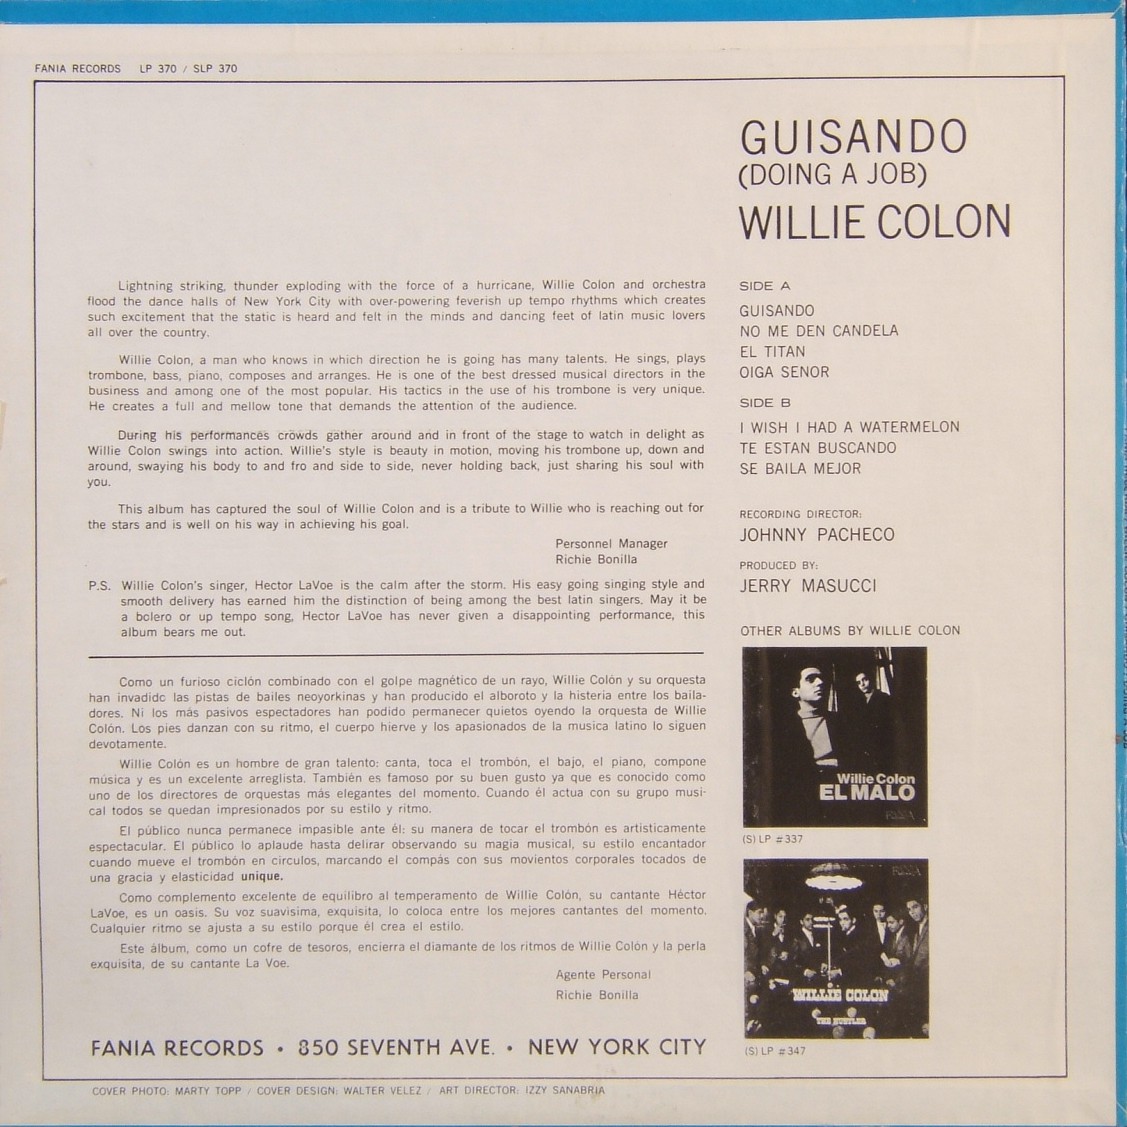 FANIA RECORDS LP 370 / SLP 370
GUISANDO
(DOING A JOB)
WILLIE COLON
Lightning striking, thunder exploding with the force of a hurricane, Willie Colon and orchestra
flood the dance halls of New York City with over-powering feverish up tempo rhythms which creates
such excitement that the static is heard and felt in the minds and dancing feet of latin music lovers
all over the country.
Willie Colon, a man who knows in which direction he is going has many talents. He sings, plays
trombone, bass, piano, composes and arranges. He is one of the best dressed musical directors in the
business and among one of the most popular. His tactics in the use of his trombone is very unique.
He creates a full and mellow tone that demands the attention of the audience.
During his performances crowds gather around and in front of the stage to watch in delight as
Willie Colon swings into action. Willie's style is beauty in motion, moving his trombone up, down and
around, swaying his body to and fro and side to side, never holding back, just sharing his soul with
you.
This album has captured the soul of Willie Colon and is a tribute to Willie who is reaching out for
the stars and is well on his way in achieving his goal.
Personnel Manager
Richie Bonilla
P.S. Willie Colon's singer, Hector LaVoe is the calm after the storm. His easy going singing style and
smooth delivery has earned him the distinction of being among the best latin singers. May it be
a bolero or up tempo song, Hector LaVoe has never given a disappointing performance, this
album bears me out.
Como un furioso ciclón combinado con el golpe magnético de un rayo, Willie Colón y su orquesta
han invadido las pistas de bailes neoyorkinas y han producido el alboroto y la histeria entre los baila-
dores. Ni los más pasivos espectadores han podido permanecer quietos oyendo la orquesta de Willie
Colón. Los pies danzan con su ritmo, el cuerpo hierve y los apasionados de la musica latino lo siguen
devotamente.
Willie Colón es un hombre de gran talento: canta, toca el trombón, el bajo, el piano, compone
música y es un excelente arreglista. También es famoso por su buen gusto ya que es conocido como
uno de los directores de orquestas más elegantes del momento. Cuando él actua con su grupo musi-
cal todos se quedan impresionados por su estilo y ritmo.
El público nunca permanece impasible ante él: su manera de tocar el trombón es artisticamente
espectacular. El público lo aplaude hasta delirar observando su magia musical, su estilo encantador
cuando mueve el trombón en circulos, marcando el compás con sus movientos corporales tocados de
una gracia y elasticidad unique.
Como complemento excelente de equilibro al temperamento de Willie Colón, su cantante Héctor
LaVoe, es un oasis. Su voz suavisima, exquisita, lo coloca entre los mejores cantantes del momento.
Cualquier ritmo se ajusta a su estilo porque él crea el estilo.
Este álbum, como un cofre de tesoros, encierra el diamante de los ritmos de Willie Colón y la perla
exquisita, de su cantante La Voe.
Agente Personal
Richie Bonilla
SIDE A
GUISANDO
NO ME DEN CANDELA
EL TITAN
OIGA SENOR
SIDE B
I WISH I HAD A WATERMELON
TE ESTAN BUSCANDO
SE BAILA MEJOR
RECORDING DIRECTOR:
JOHNNY PACHECO
PRODUCED BY:
JERRY MASUCCI
OTHER ALBUMS BY WILLIE COLON
Willie Colon
EL MALO
FANIA
(S) LP #337
FANIA
WILLIE COLON
THE HUSTLER
(S) LP #347
FANIA RECORDS • 850 SEVENTH AVE. • NEW YORK CITY
COVER PHOTO: MARTY TOPP / COVER DESIGN: WALTER VELEZ / ART DIRECTOR: IZZY SANABRIA